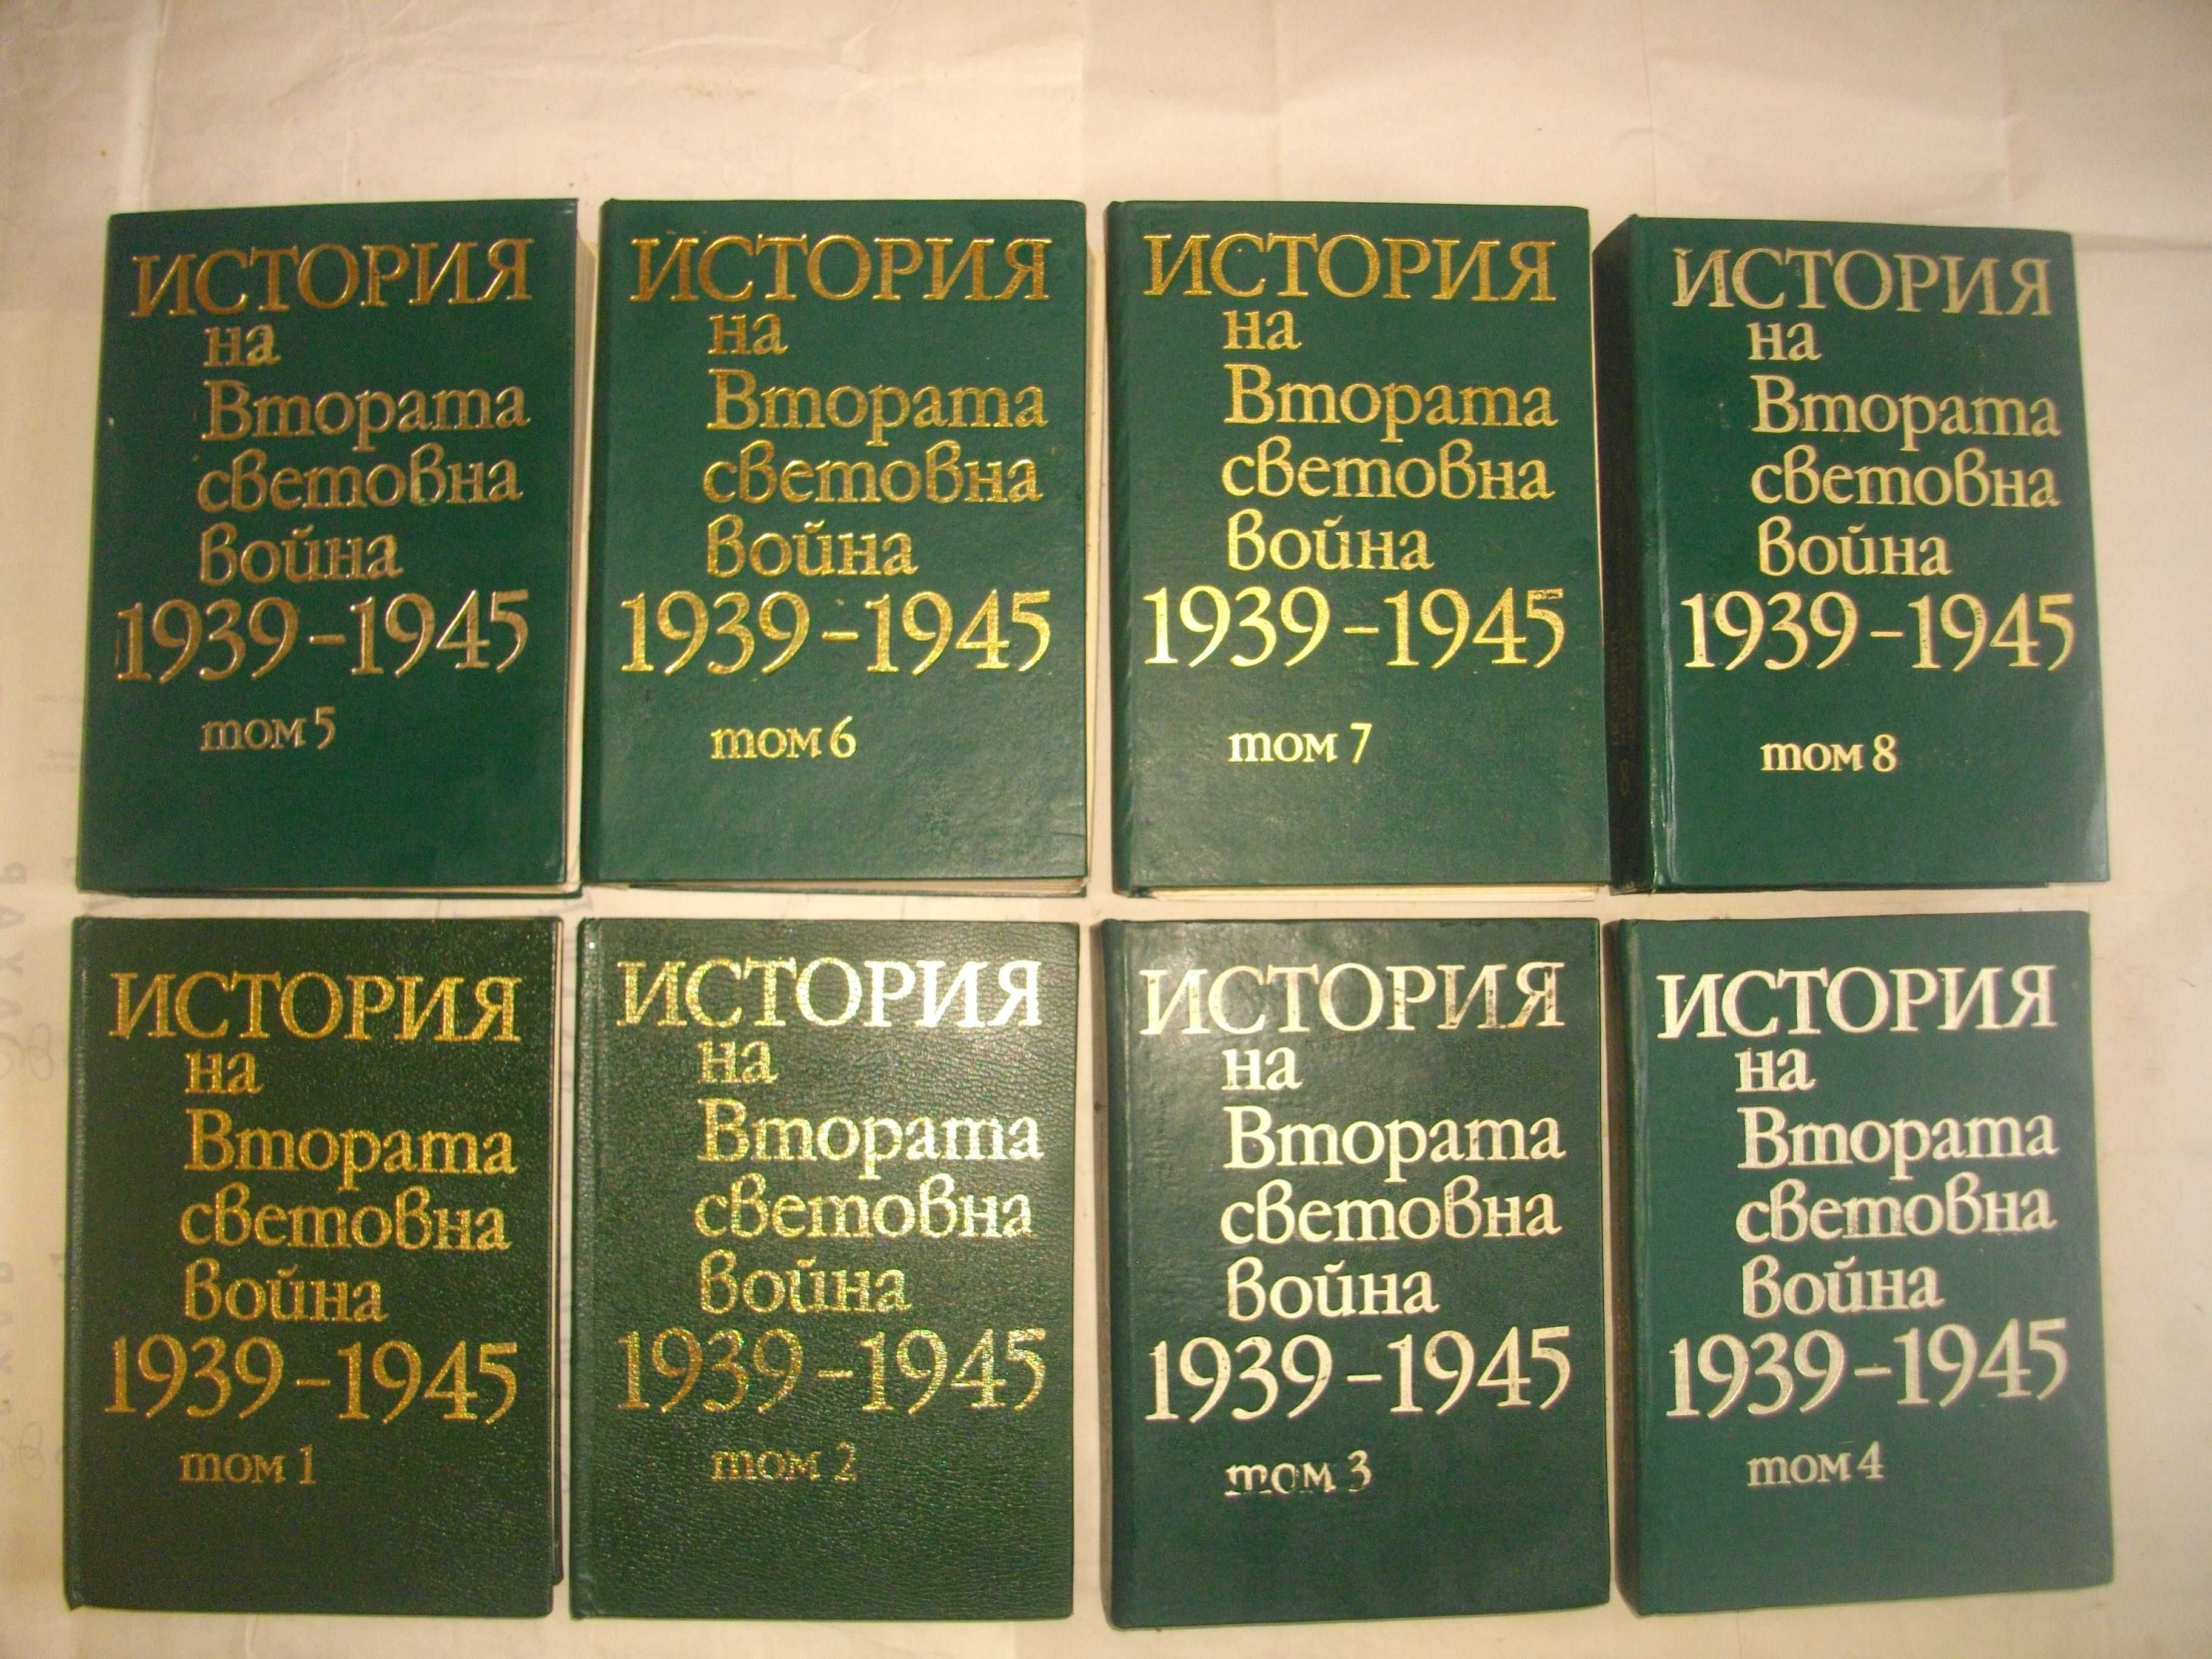 ИСТОРИЯ
на
Втората
световна
война
1939-1945
том 5
ИСТОРИЯ
на
Втората
световна
война
1939-1945
том 6
ИСТОРИЯ
на
Втората
световна
война
1939-1945
том 7
ИСТОРИЯ
на
Втората
световна
война
1939-1945
том 8
ИСТОРИЯ
на
Втората
световна
война
1939-1945
том 1
ИСТОРИЯ
на
Втората
световна
война
1939-1945
том 2
ИСТОРИЯ
на
Втората
световна
война
1939-1945
том 3
ИСТОРИЯ
на
Втората
световна
война
1939-1945
том 4